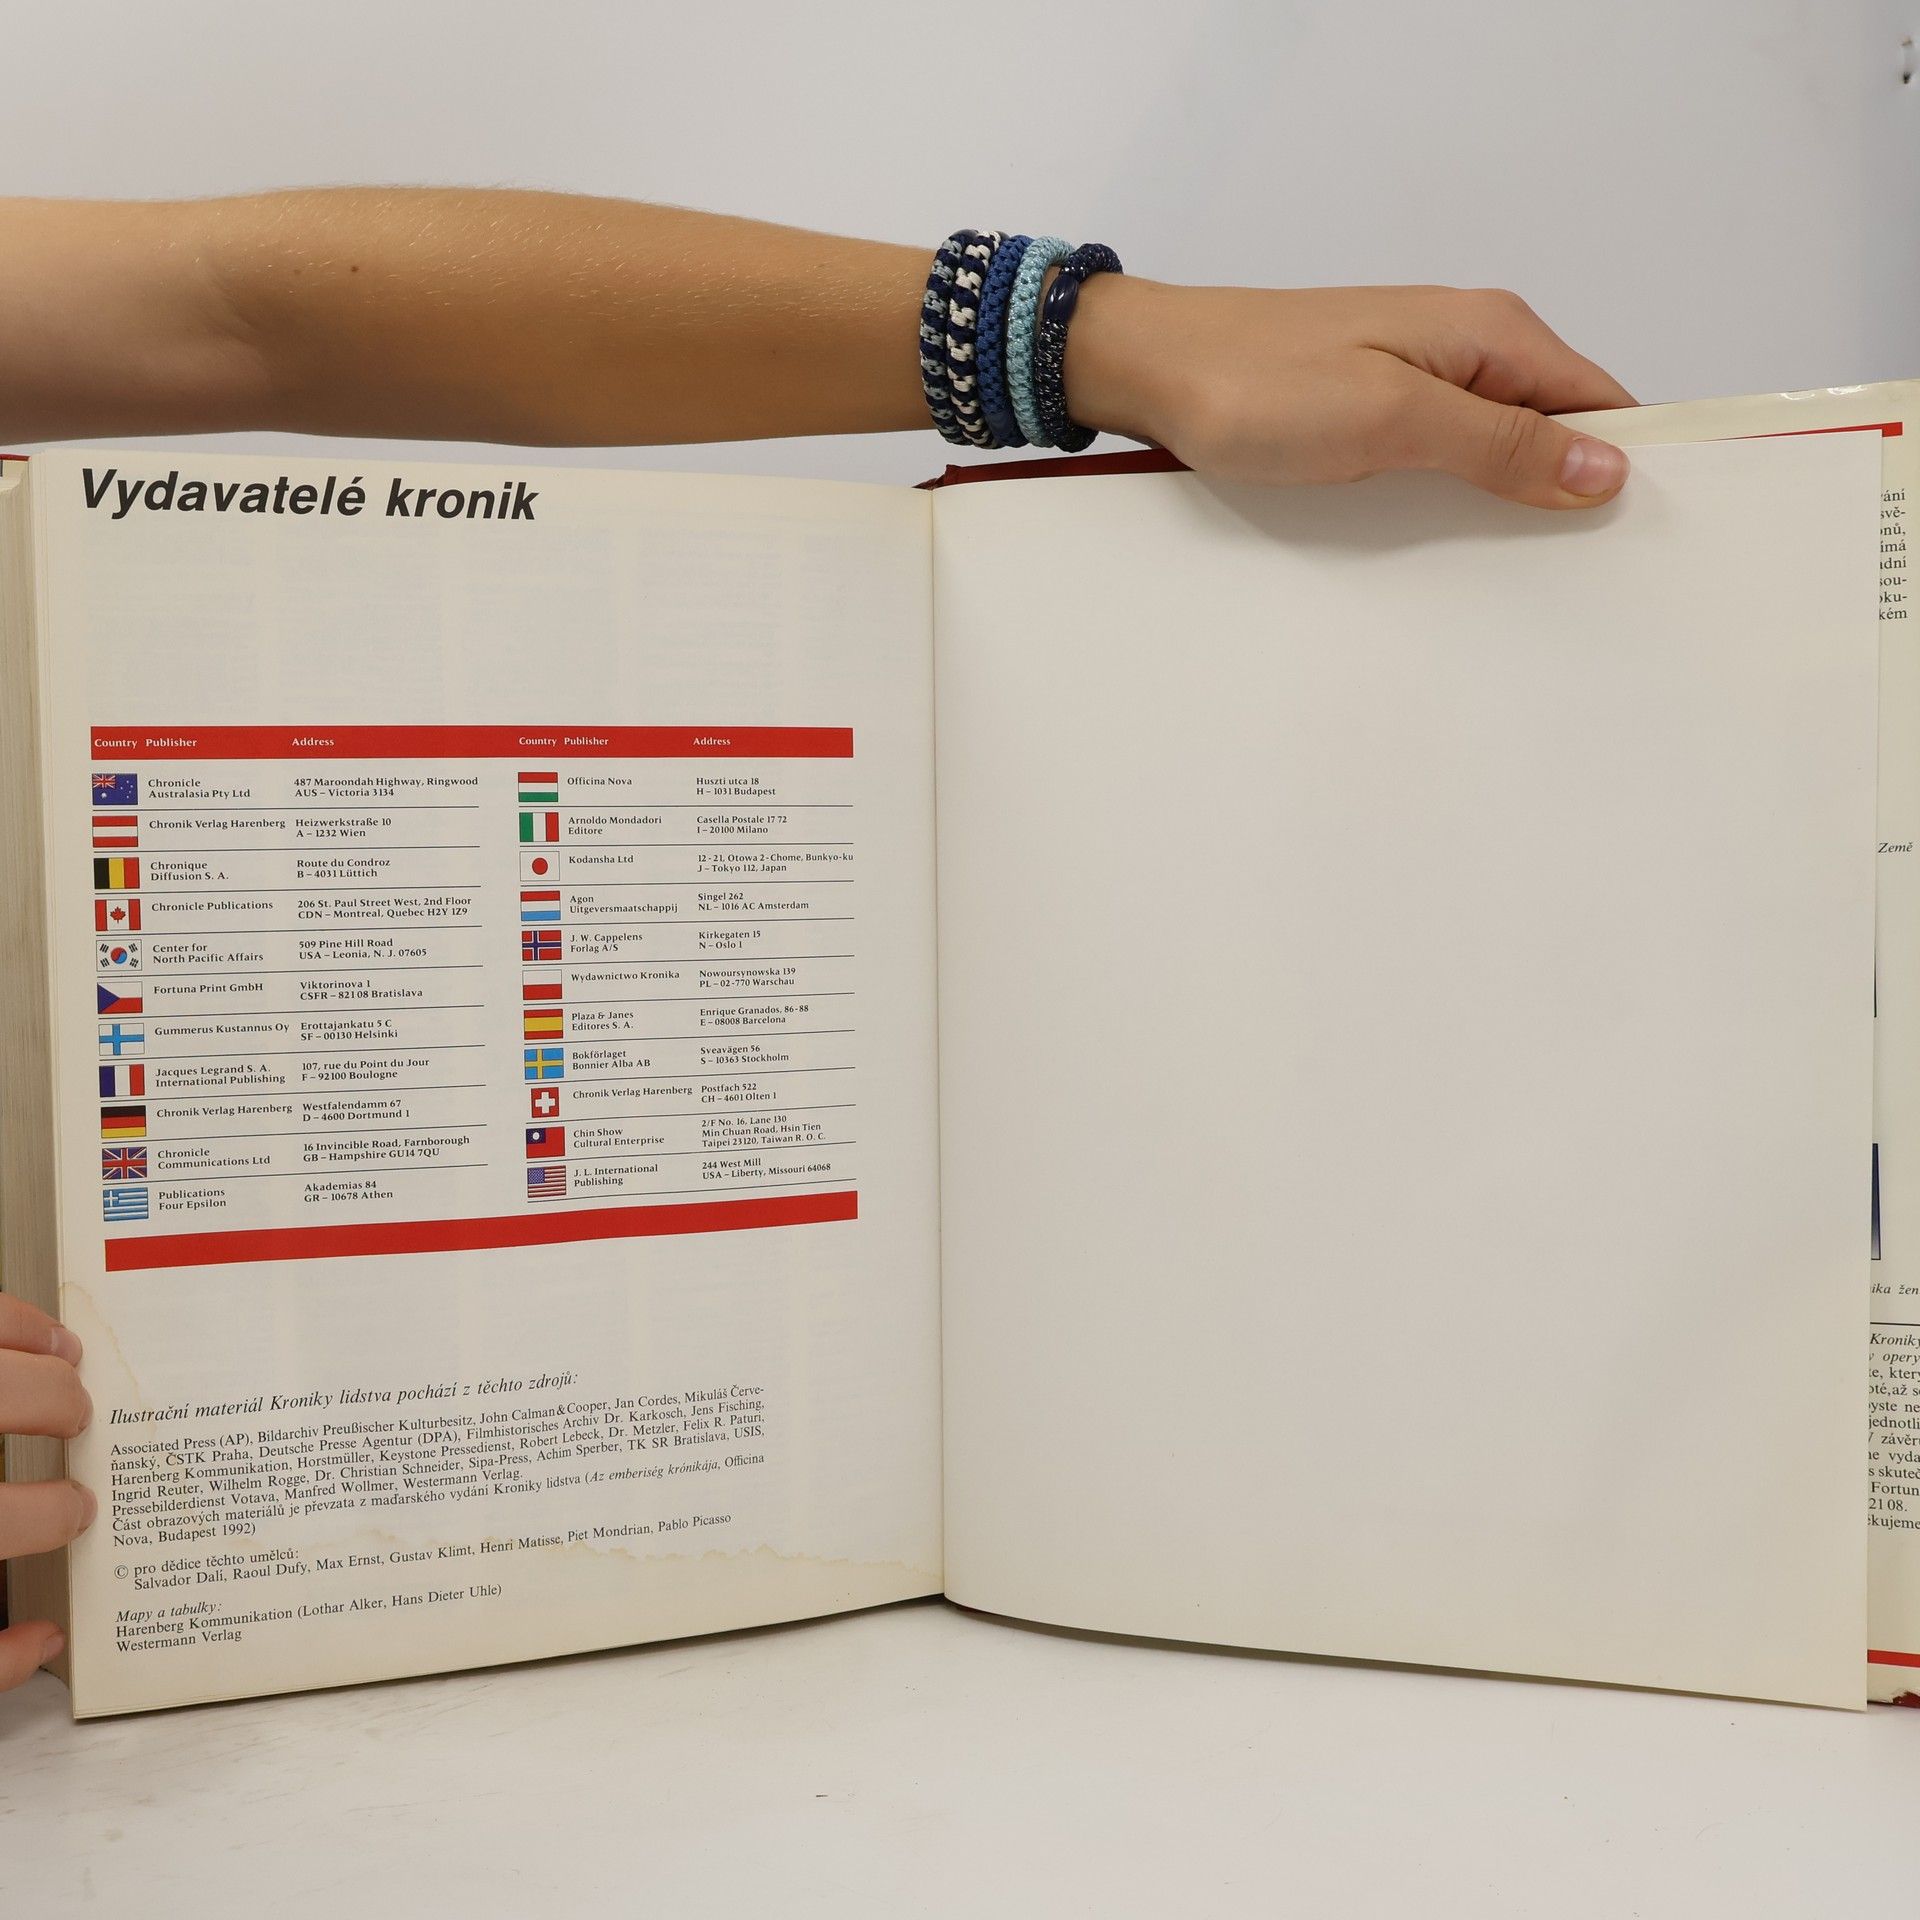 Vydavatelé kronik
Country Publisher Address
Chronicle
Australasia Pty Ltd
487 Maroondah Highway, Ringwood
AUS – Victoria 3134
Chronik Verlag Harenberg
Heizwerkstraße 10
A – 1232 Wien
Chronique
Diffusion S. A.
Route du Condroz
B – 4031 Lüttich
Chronicle Publications
206 St. Paul Street West, 2nd Floor
CDN – Montreal, Quebec H2Y 1Z9
Center for
North Pacific Affairs
509 Pine Hill Road
USA – Leonia, N. J. 07605
Fortuna Print GmbH
Viktorinova 1
CSFR – 821 08 Bratislava
Gummerus Kustannus Oy
Erottajankatu 5 C
SF – 00130 Helsinki
Jacques Legrand S. A.
International Publishing
107, rue du Point du Jour
F – 92100 Boulogne
Chronik Verlag Harenberg
Westfalendamm 67
D – 4600 Dortmund 1
Chronicle
Communications Ltd
16 Invincible Road, Farnborough
GB – Hampshire GU14 7QU
Publications
Four Epsilon
Akademias 84
GR – 10678 Athen
Country Publisher Address
Officina Nova
Huszti utca 18
H – 1031 Budapest
Arnoldo Mondadori
Editore
Casella Postale 17 72
I – 20100 Milano
Kodansha Ltd
12-21, Otowa 2-Chome, Bunkyo-ku
J – Tokyo 112, Japan
Agon
Uitgeversmaatschappij
Singel 262
NL – 1016 AC Amsterdam
J. W. Cappelens
Forlag A/S
Kirkegaten 15
N – Oslo 1
Wydawnictwo Kronika
Nowoursynowska 139
PL – 02-770 Warschau
Plaza & Janes
Editores S. A.
Enrique Granados, 86-88
E – 08008 Barcelona
Bokförlaget
Bonnier Alba AB
Sveavägen 56
S – 10363 Stockholm
Chronik Verlag Harenberg
Postfach 522
CH – 4601 Olten 1
Chin Show
Cultural Enterprise
2/F No. 16, Lane 130
Min Chuan Road, Hsin Tien
Taipei 23120, Taiwan R. O. C.
J. L. International
Publishing
244 West Mill
USA – Liberty, Missouri 64068
Ilustrační materiál Kroniky lidstva pochází z těchto zdrojů:
Associated Press (AP), Bildarchiv Preußischer Kulturbesitz, John Calman & Cooper, Jan Cordes, Mikuláš Červe-
ňanský, ČSTK Praha, Deutsche Presse Agentur (DPA), Filmhistorisches Archiv Dr. Karkosch, Jens Fisching,
Harenberg Kommunikation, Horstmüller, Keystone Pressedienst, Robert Lebeck, Dr. Metzler, Felix R. Paturi,
Ingrid Reuter, Wilhelm Rogge, Dr. Christian Schneider, Sipa-Press, Achim Sperber, TK SR Bratislava, USIS,
Pressebilderdienst Votava, Manfred Wollmer, Westermann Verlag.
Část obrazových materiálů je převzata z maďarského vydání Kroniky lidstva (Az emberiség krónikája, Officina
Nova, Budapest 1992)
© pro dědice těchto umělců:
Salvador Dalí, Raoul Dufy, Max Ernst, Gustav Klimt, Henri Matisse, Piet Mondrian, Pablo Picasso
Mapy a tabulky:
Harenberg Kommunikation (Lothar Alker, Hans Dieter Uhle)
Westermann Verlag
Země